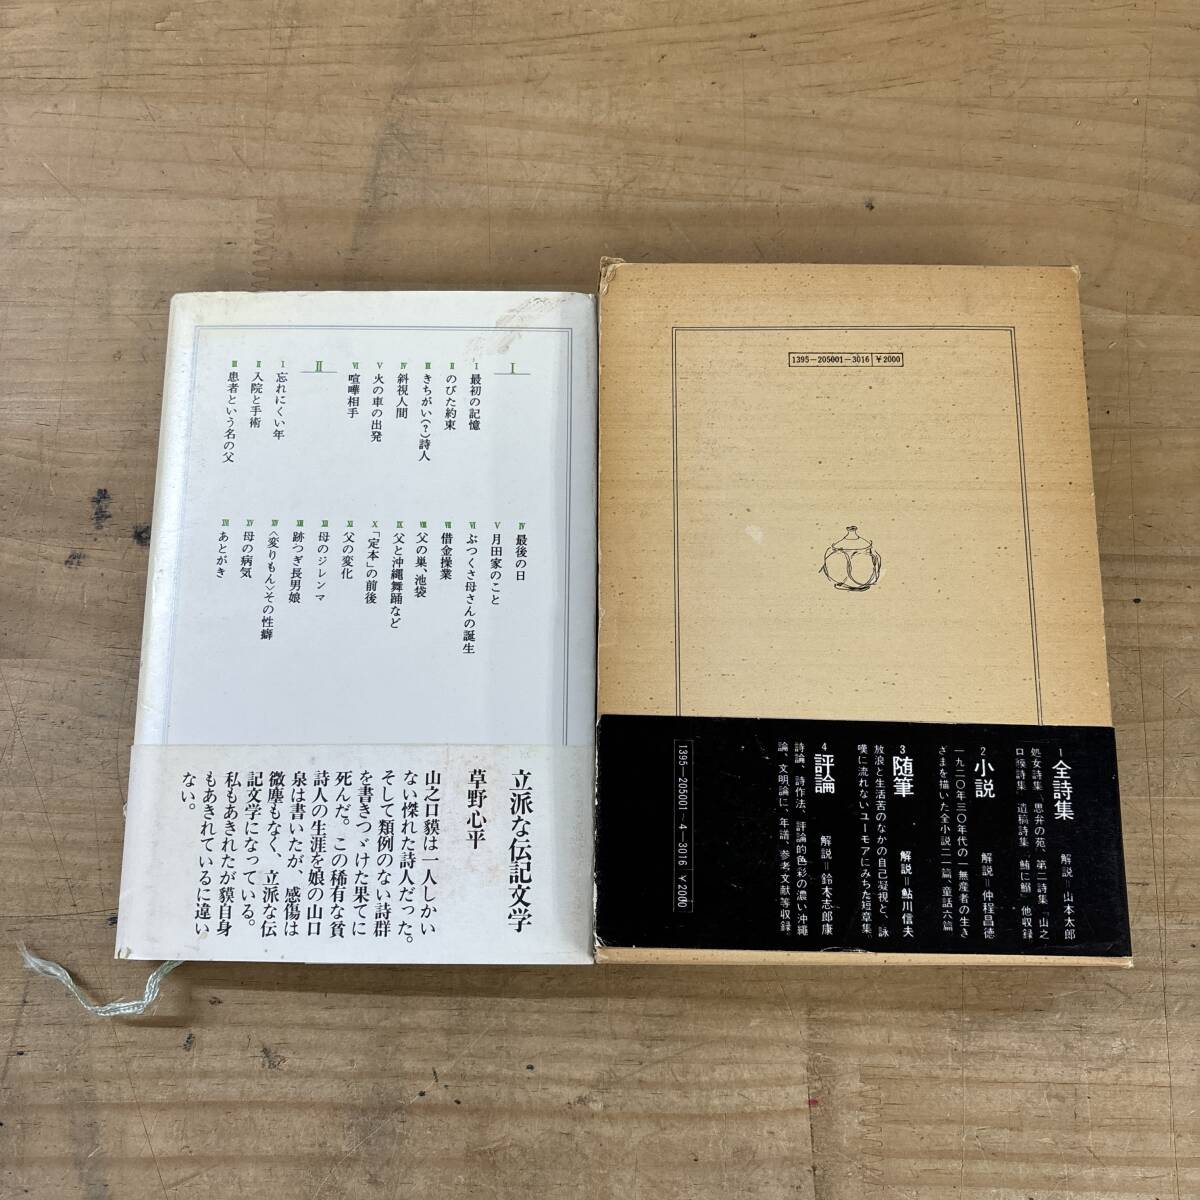 I
I 最初の記憶
II のびた約束
III きちがい(?)詩人
IV 斜視人間
V 火の車の出発
VI 喧嘩相手
II
I 忘れにくい年
II 入院と手術
III 患者という名の父
IV 最後の日
V 月田家のこと
VI ぶつくさ母さんの誕生
VII 借金操業
VIII 父の巣、池袋
IX 父と沖縄舞踊など
X 「定本」の前後
XI 父の変化
XII 母のジレンマ
XIII 跡つぎ長男娘
XIV 〈変りもん〉その性癖
XV 母の病気
XVI あとがき
立派な伝記文学
草野心平
山之口貘は一人しか
ない傑れた詩人だった。
そして類例のない詩群
を書きつゞけた果てに
死んだ。この稀有な貧
詩人の生涯を娘の山口
泉は書いたが、感傷は
微塵もなく、立派な伝
記文学になっている。
私もあきれたが貘自身
もあきれているに違い
ない。
1395-205001-3016 ¥2000
1 全詩集 解説=山本太郎
処女詩集『思弁の苑、第二詩集『山之
口貘詩集』遺稿詩集『鮪に鰯』他収録
2 小説 解説=仲程昌徳
一九二〇年三〇年代の一無産者の生き
ざまを描いた全小説二一篇、童話六篇
3 随筆 解説=鮎川信夫
放浪と生活苦のなかの自己凝視と、詠
嘆に流れないユーモアにみちた短章集
4 評論 解説=鈴木志郎康
詩論、詩作法、評論的色彩の濃い沖縄
論、文明論に、年譜、参考文献等収録
1395-205001-4-3016 ¥2000